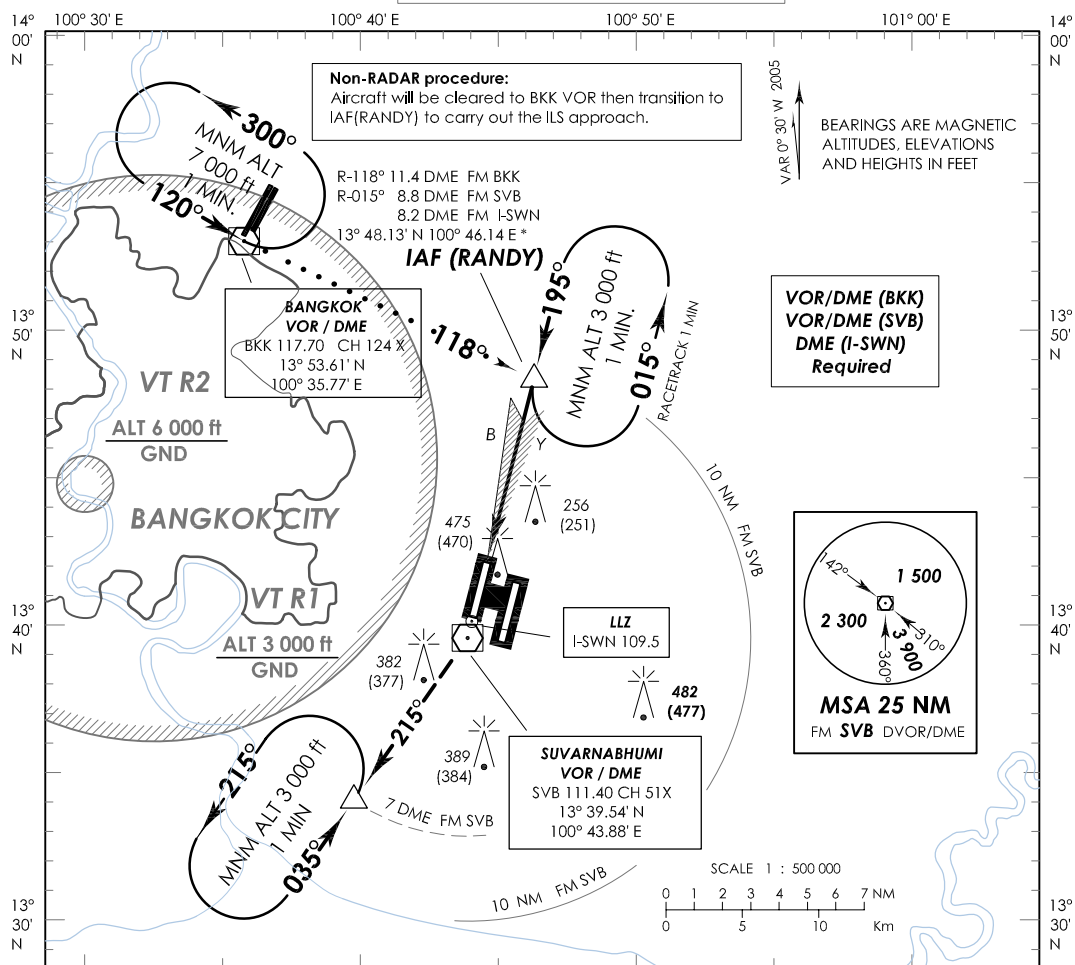 100° 30' E
100° 40' E
100° 50' E
101° 00' E
14°
00'
N
14°
00'
N
Non-RADAR procedure:
Aircraft will be cleared to BKK VOR then transition to
IAF(RANDY) to carry out the ILS approach.
VAR 0° 30' W 2005
BEARINGS ARE MAGNETIC
ALTITUDES, ELEVATIONS
AND HEIGHTS IN FEET
300°
MNM ALT
7 000 ft
1 MIN.
120°
R-118° 11.4 DME FM BKK
R-015° 8.8 DME FM SVB
8.2 DME FM I-SWN
13° 48.13' N 100° 46.14 E *
IAF (RANDY)
195°
MNM ALT 3 000 ft
1 MIN.
015°
RACETRACK 1 MIN
VOR/DME (BKK)
VOR/DME (SVB)
DME (I-SWN)
Required
BANGKOK
VOR / DME
BKK 117.70 CH 124 X
13° 53.61' N
100° 35.77' E
118°
13°
50'
N
13°
50'
N
VT R2
ALT 6 000 ft
GND
B
Y
BANGKOK CITY
256
(251)
475
(470)
10 NM FM SVB
142°
1 500
2 300
310°
3 900
360°
MSA 25 NM
FM SVB DVOR/DME
VT R1
ALT 3 000 ft
GND
LLZ
I-SWN 109.5
13°
40'
N
13°
40'
N
382
(377)
482
(477)
215°
389
(384)
SUVARNABHUMI
VOR / DME
SVB 111.40 CH 51X
13° 39.54' N
100° 43.88' E
215°
MNM ALT 3 000 ft
1 MIN
035°
7 DME FM SVB
10 NM FM SVB
SCALE 1 : 500 000
0 1 2 3 4 5 6 7 NM
0 5 10 Km
13°
30'
N
13°
30'
N